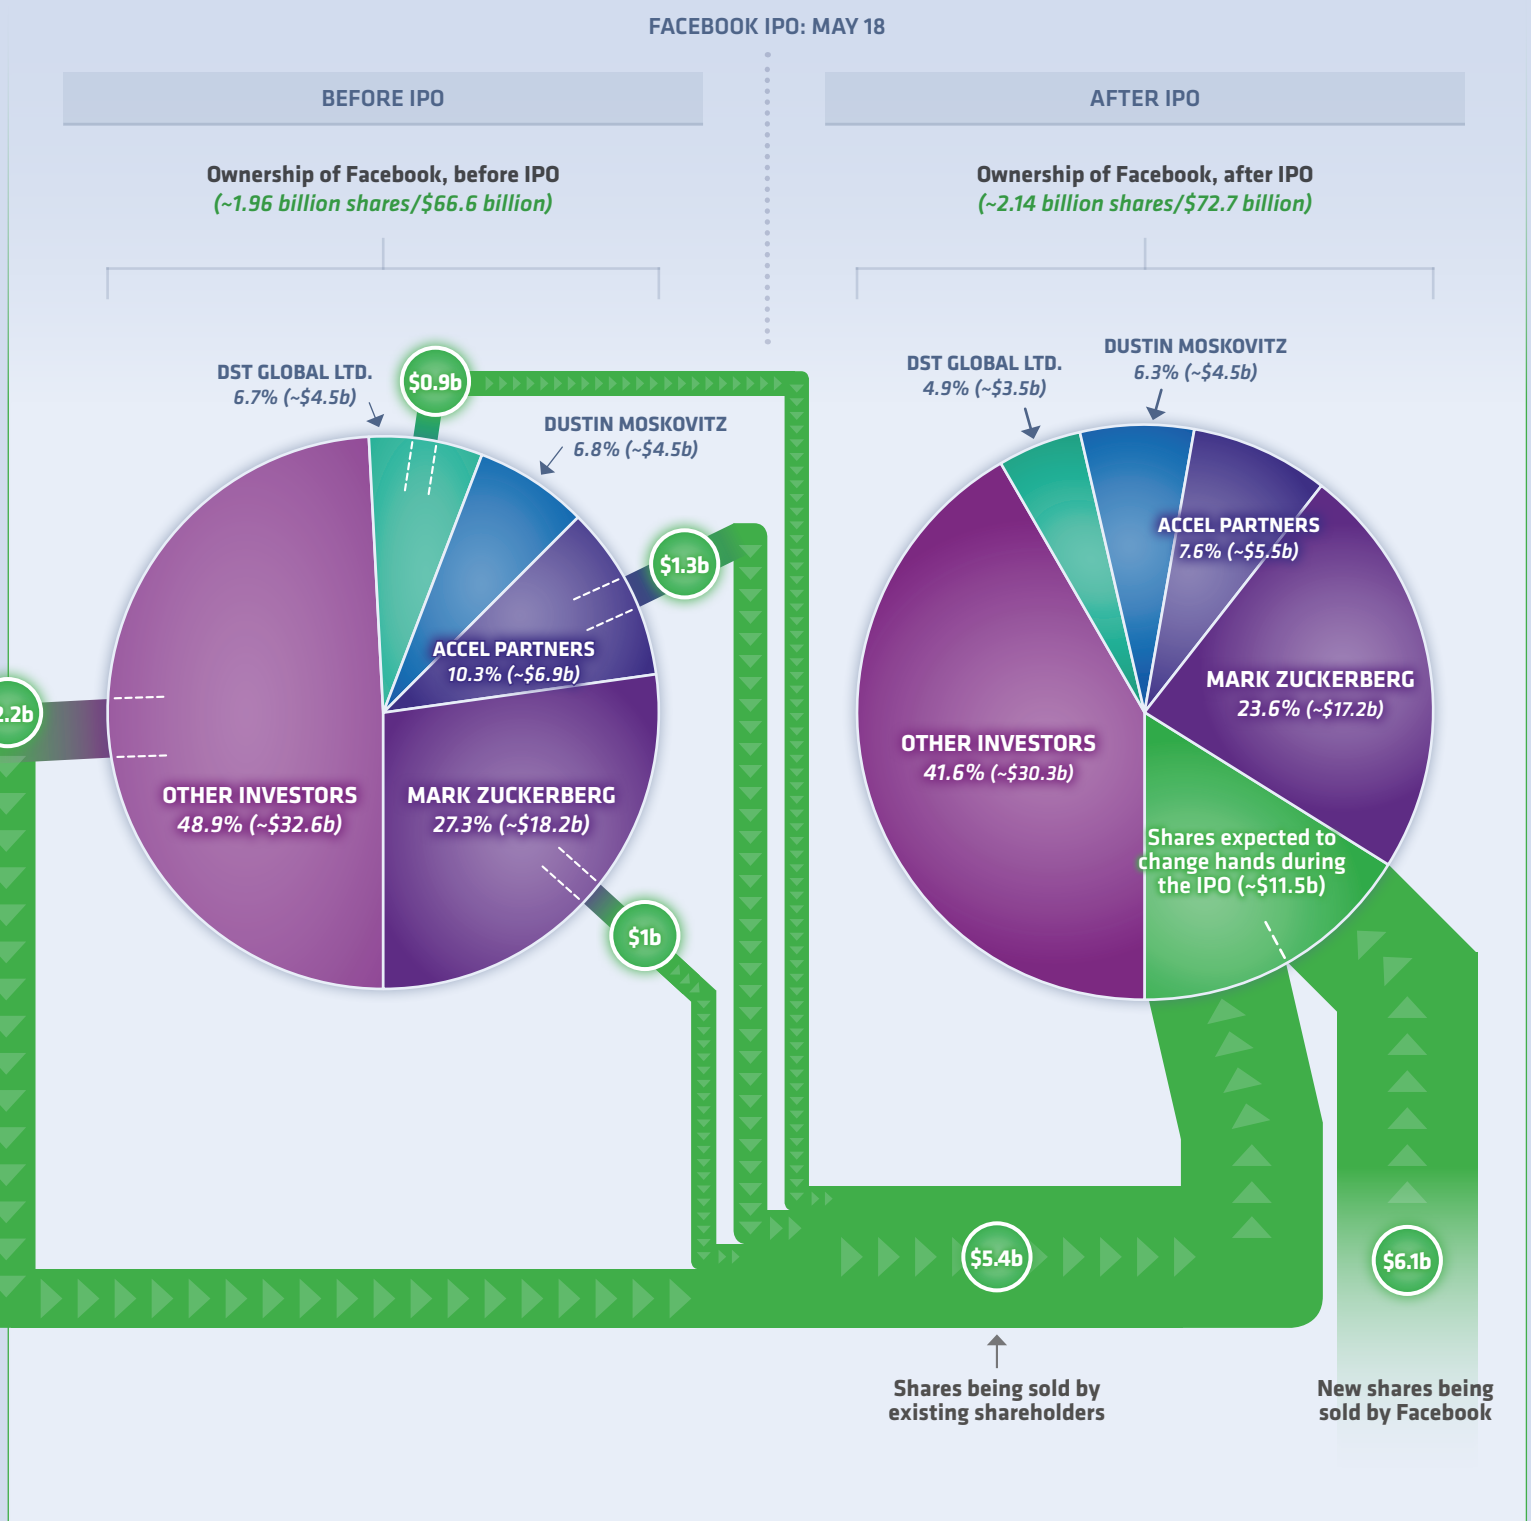 FACEBOOK IPO: MAY 18
BEFORE IPO
Ownership of Facebook, before IPO
(~1.96 billion shares/$66.6 billion)
DST GLOBAL LTD.
6.7% (~$4.5b)
$0.9b
DUSTIN MOSKOVITZ
6.8% (~$4.5b)
$1.3b
ACCEL PARTNERS
10.3% (~$6.9b)
2.2b
OTHER INVESTORS
48.9% (~$32.6b)
MARK ZUCKERBERG
27.3% (~$18.2b)
$1b
AFTER IPO
Ownership of Facebook, after IPO
(~2.14 billion shares/$72.7 billion)
DST GLOBAL LTD.
4.9% (~$3.5b)
DUSTIN MOSKOVITZ
6.3% (~$4.5b)
ACCEL PARTNERS
7.6% (~$5.5b)
MARK ZUCKERBERG
23.6% (~$17.2b)
OTHER INVESTORS
41.6% (~$30.3b)
Shares expected to
change hands during
the IPO (~$11.5b)
$5.4b
$6.1b
Shares being sold by
existing shareholders
New shares being
sold by Facebook